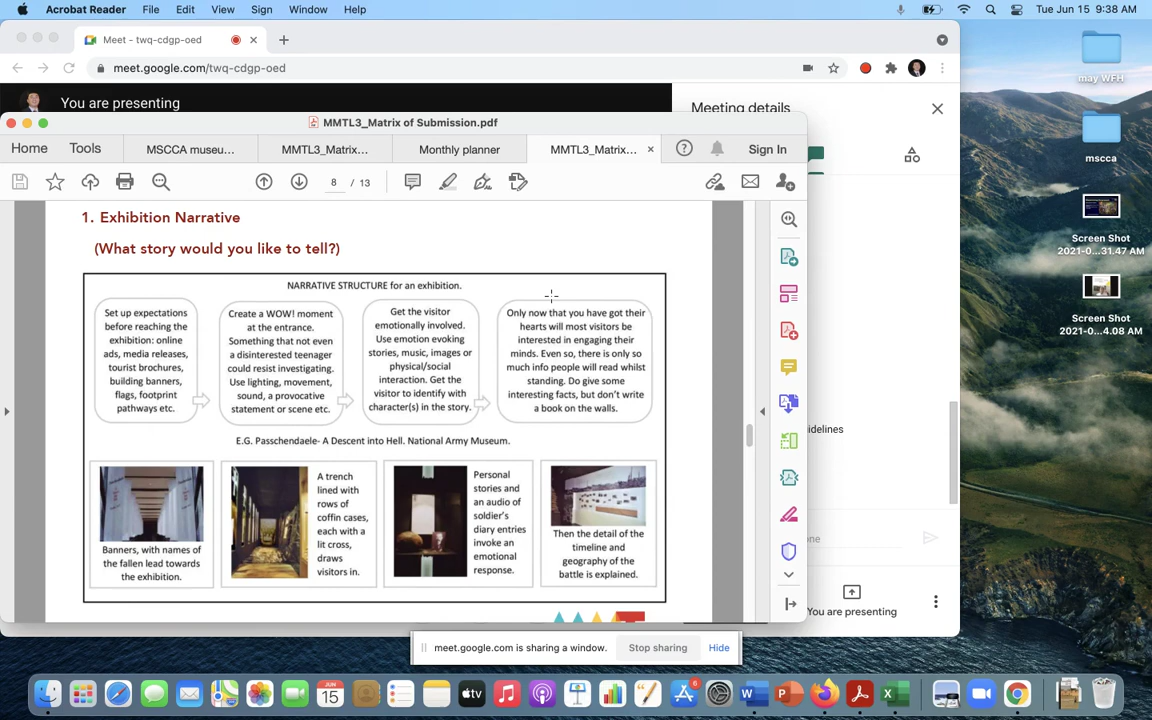 Acrobat Reader File Edit View Sign Window Help
Tue Jun 15 9:38 AM
Meet - twq-cdgp-oed
meet.google.com/twq-cdgp-oed
You are presenting
Meeting details
MMTL3_Matrix of Submission.pdf
Home Tools MSCCA museu... MMTL3_Matrix... Monthly planner MMTL3_Matrix... Sign In
8 / 13
1. Exhibition Narrative
(What story would you like to tell?)
NARRATIVE STRUCTURE for an exhibition.
Set up expectations
before reaching the
exhibition: online
ads, media releases,
tourist brochures,
building banners,
flags, footprint
pathways etc.
Create a WOW! moment
at the entrance.
Something that not even
a disinterested teenager
could resist investigating.
Use lighting, movement,
sound, a provocative
statement or scene etc.
Get the visitor
emotionally involved.
Use emotion evoking
stories, music, images or
physical/social
interaction. Get the
visitor to identify with
character(s) in the story.
Only now that you have got their
hearts will most visitors be
interested in engaging their
minds. Even so, there is only so
much info people will read whilst
standing. Do give some
interesting facts, but don't write
a book on the walls.
E.G. Passchendaele- A Descent into Hell. National Army Museum.
Banners, with names of
the fallen lead towards
the exhibition.
A trench
lined with
rows of
coffin cases,
each with a
lit cross,
draws
visitors in.
Personal
stories and
an audio of
soldier's
diary entries
invoke an
emotional
response.
Then the detail of the
timeline and
geography of the
battle is explained.
idelines
one
You are presenting
meet.google.com is sharing a window. Stop sharing Hide
may WFH
mscca
Screen Shot
2021-0...31.47 AM
Screen Shot
2021-0...4.08 AM
6
JUN
15
tv
W
P
X